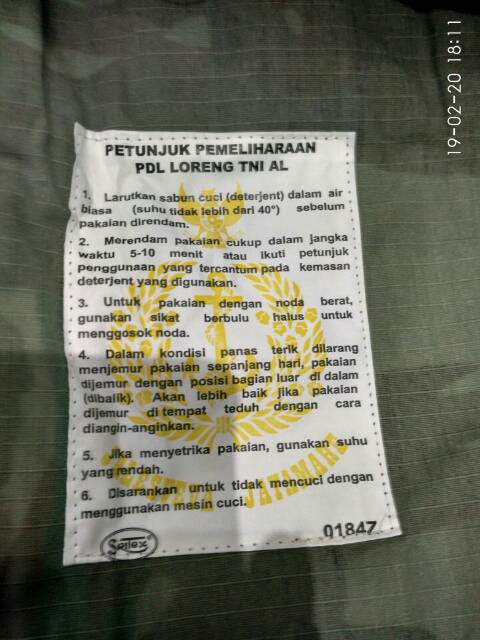 19-02-20 18:11
PETUNJUK PEMELIHARAAN
PDL LORENG TNI AL
1. Larutkan sabun cuci (deterjent) dalam air
biasa (suhu tidak lebih dari 40°) sebelum
pakaian direndam.
2. Merendam pakaian cukup dalam jangka
waktu 5-10 menit atau ikuti petunjuk
penggunaan yang tercantum pada kemasan
deterjent yang digunakan.
3. Untuk pakaian dengan noda berat,
gunakan sikat berbulu halus untuk
menggosok noda.
4. Dalam kondisi panas terik dilarang
menjemur pakaian sepanjang hari, pakaian
dijemur dengan posisi bagian luar di dalam
(dibalik). Akan lebih baik jika pakaian
dijemur di tempat teduh dengan cara
diangin-anginkan.
5. Jika menyetrika pakaian, gunakan suhu
yang rendah.
6. Disarankan untuk tidak mencuci dengan
menggunakan mesin cuci.
JALESVEVA JAYAMAHE
01847